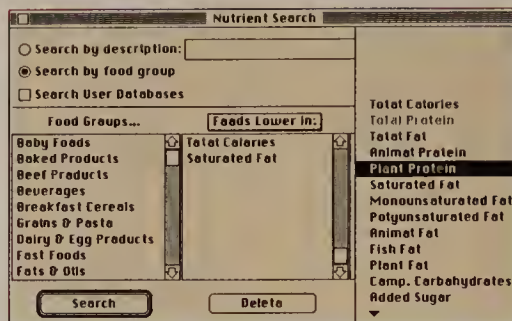 Nutrient Search
Search by description:
Search by food group
Search User Databases
Food Groups...
Foods Lower in:
Baby Foods
Baked Products
Beef Products
Beverages
Breakfast Cereals
Grains & Pasta
Dairy & Egg Products
Fast Foods
Fats & Oils
Total Calories
Saturated Fat
Search
Delete
Total Calories
Total Protein
Total Fat
Animal Protein
Plant Protein
Saturated Fat
Monounsaturated Fat
Polyunsaturated Fat
Animal Fat
Fish Fat
Plant Fat
Comp. Carbohydrates
Added Sugar